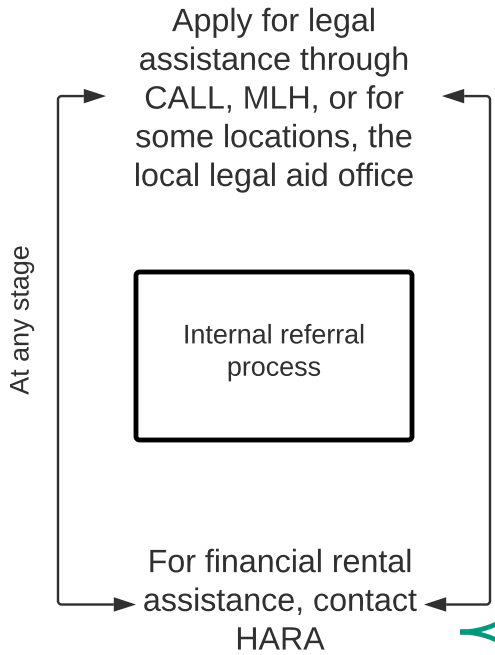 Apply for legal
assistance through
CALL, MLH, or for
some locations, the
local legal aid office
At any stage
Internal referral
process
For financial rental
assistance, contact
HARA